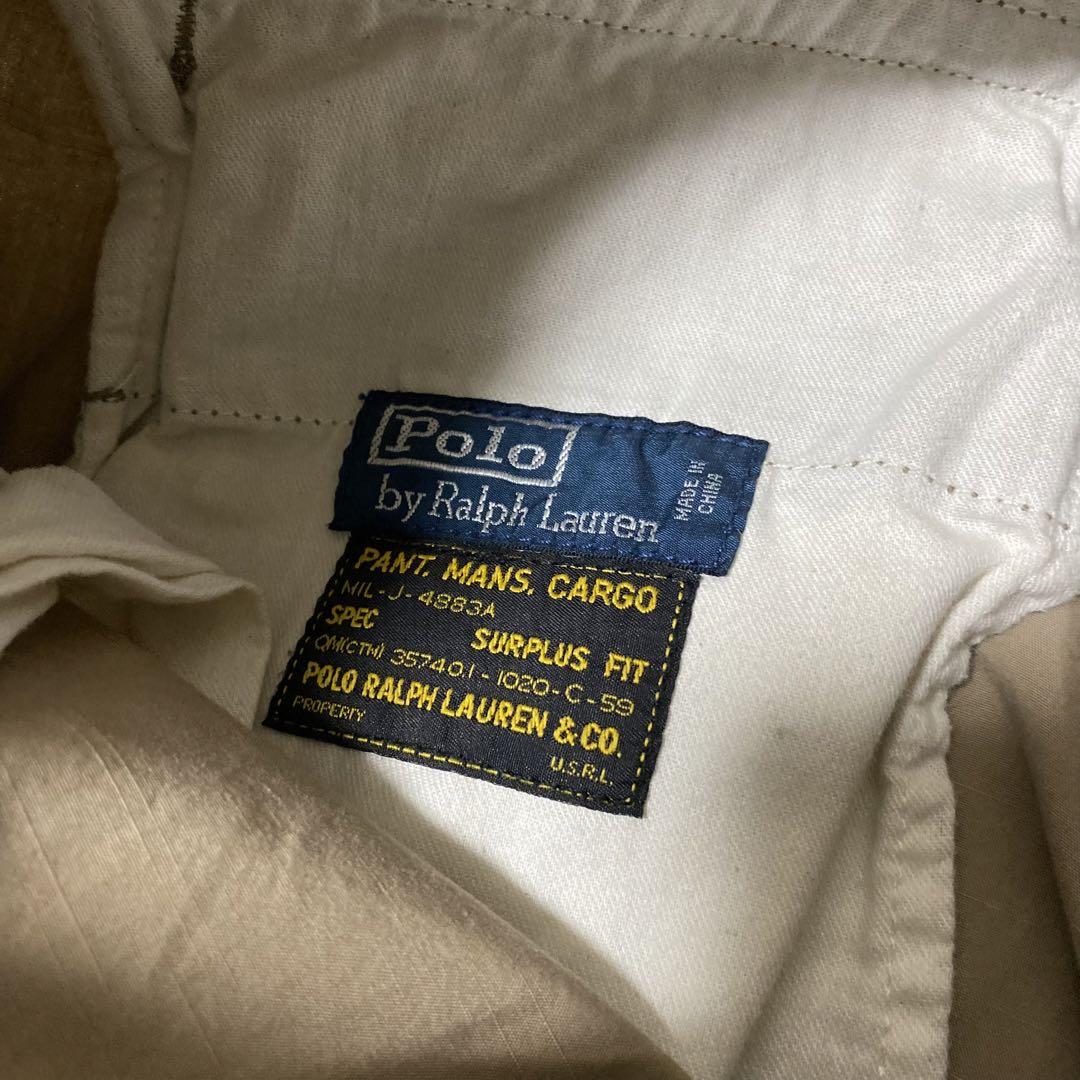 Polo
by Ralph Lauren
MADE IN
CHINA
PANT, MANS, CARGO
MIL-J-4883A
SPEC SURPLUS FIT
QM(CTM) 35740.1-1020-C-59
POLO RALPH LAUREN & CO.
PROPERTY U.S.R.L.